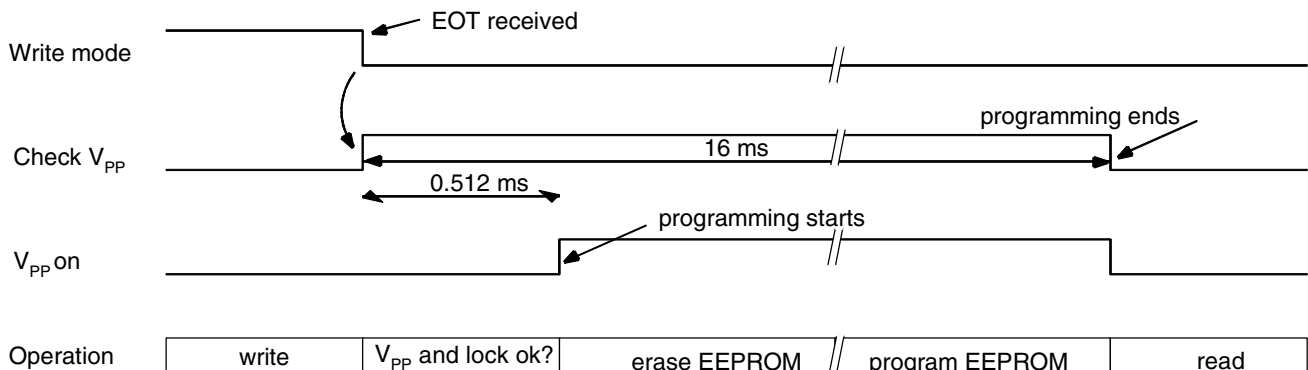 EOT received
Write mode
programming ends
Check VPP
16 ms
0.512 ms
programming starts
VPP on
Operation
write
VPP and lock ok?
erase EEPROM
program EEPROM
read